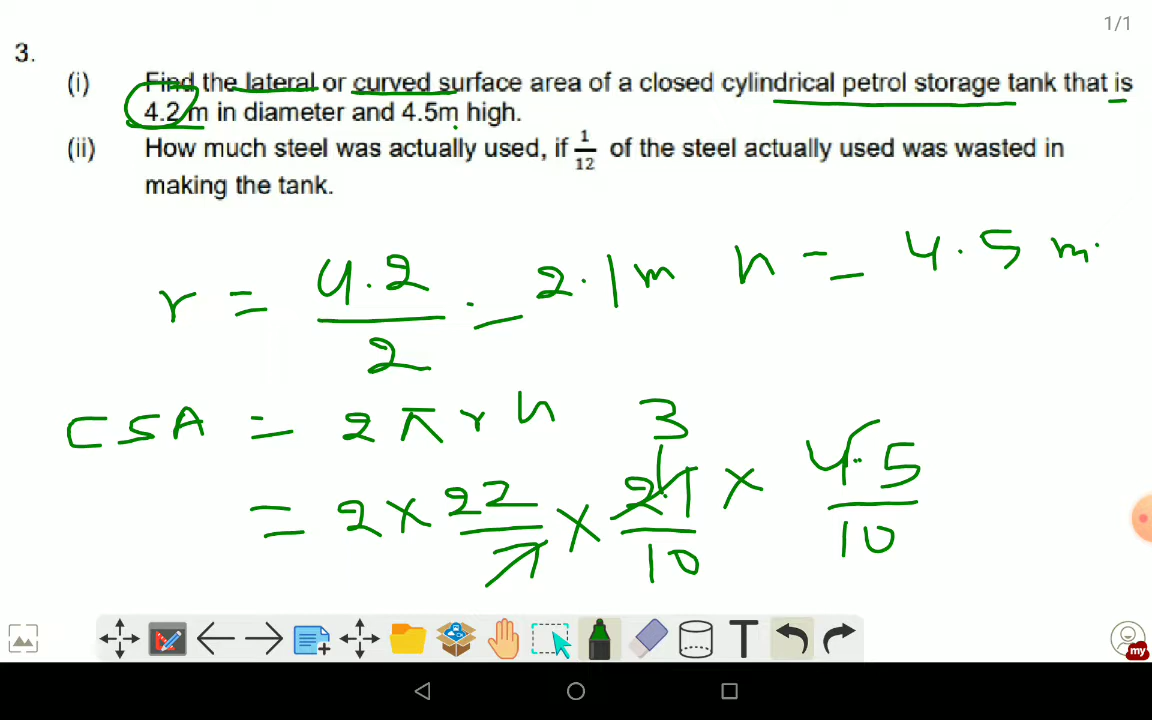 1/1
3.
(i) Find the lateral or curved surface area of a closed cylindrical petrol storage tank that is
4.2 m in diameter and 4.5m high.
(ii) How much steel was actually used, if 1/12 of the steel actually used was wasted in
making the tank.
r = 4.2/2 = 2.1 m h = 4.5 m.
CSA = 2πrh
3
= 2 × 22/7 × 21/10 × 45/10
T
my